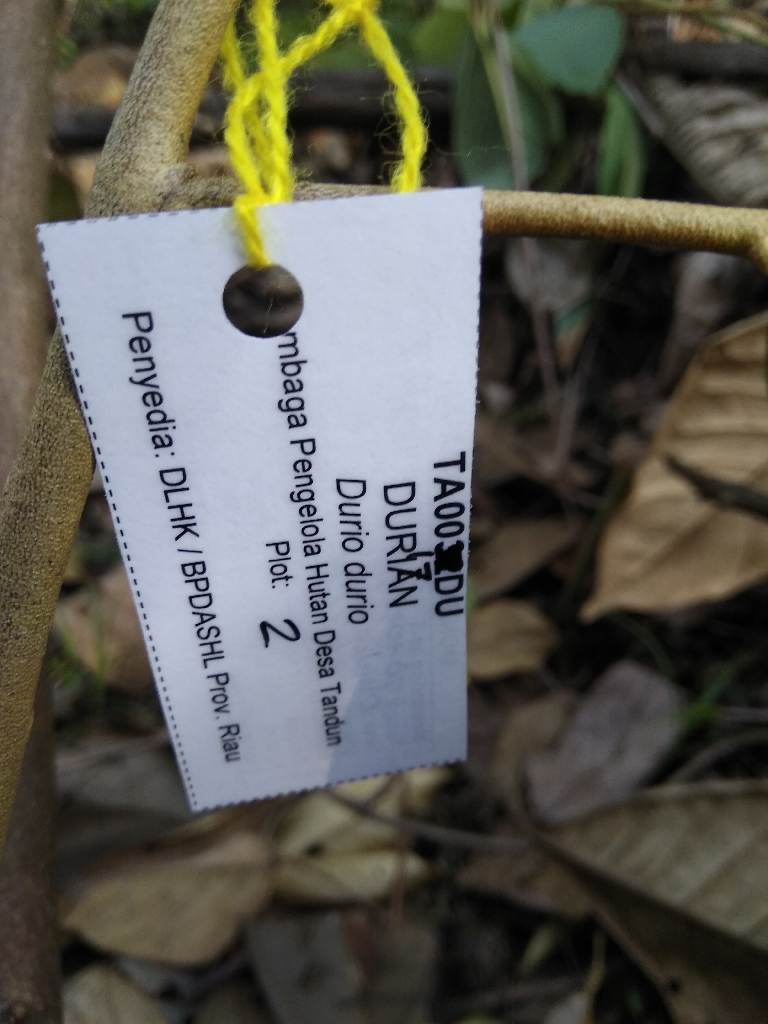 DURIAN
Durio durio
mbaga Pengelola Hutan Desa Tandun
Plot: 2
Penyedia: DLHK / BPDASHL Prov. Riau